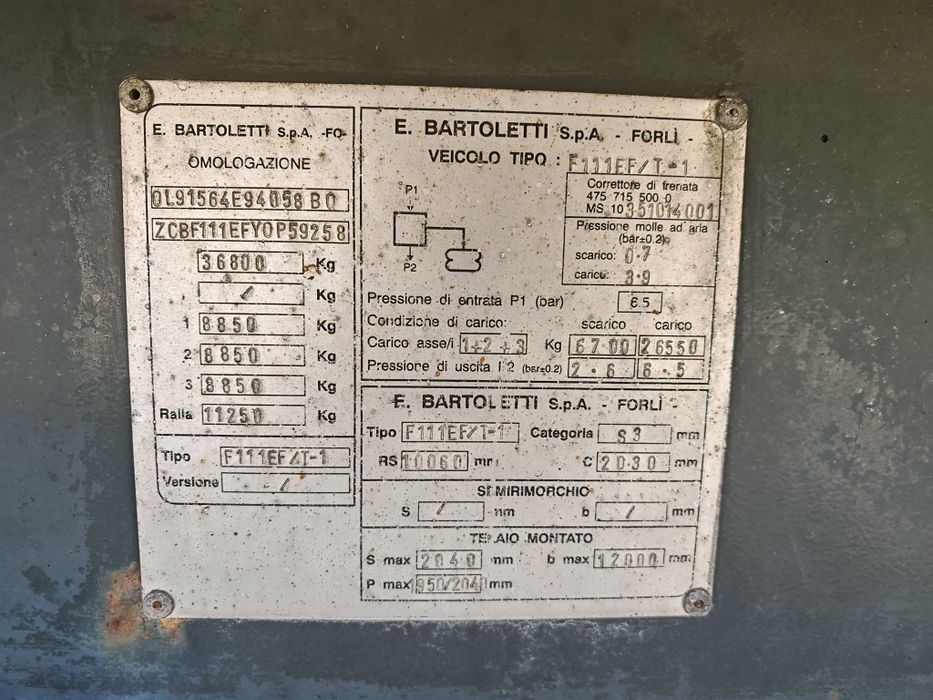 E. BARTOLETTI S.p.A. -FO-
OMOLOGAZIONE
OL91564E94058BO
ZCBF111EFY0P59258
36800 Kg
/ Kg
1 8850 Kg
2 8850 Kg
3 8850 Kg
Ralla 11250 Kg
Tipo F111EF/T-1
Versione /
E. BARTOLETTI S.p.A. - FORLÌ -
VEICOLO TIPO : F111EF/T-1
Correttore di frenata
475 715 500 0
MS 10 351014001
Pressione molle ad aria
(bar±0.2)
scarico: 0.7
carico: 3.9
P1
P2
Pressione di entrata P1 (bar) 6.5
Condizione di carico: scarico carico
Carico asse/i 1+2+3 Kg 6700 26550
Pressione di uscita P2 (bar±0.2) 2.6 6.5
E. BARTOLETTI S.p.A. - FORLÌ -
Tipo F111EF/T-1 Categoria S3 mm
RS 10060 mm C 2030 mm
SEMIRIMORCHIO
S / mm b / mm
TELAIO MONTATO
S max 2040 mm b max 12000 mm
P max 950/2040 mm